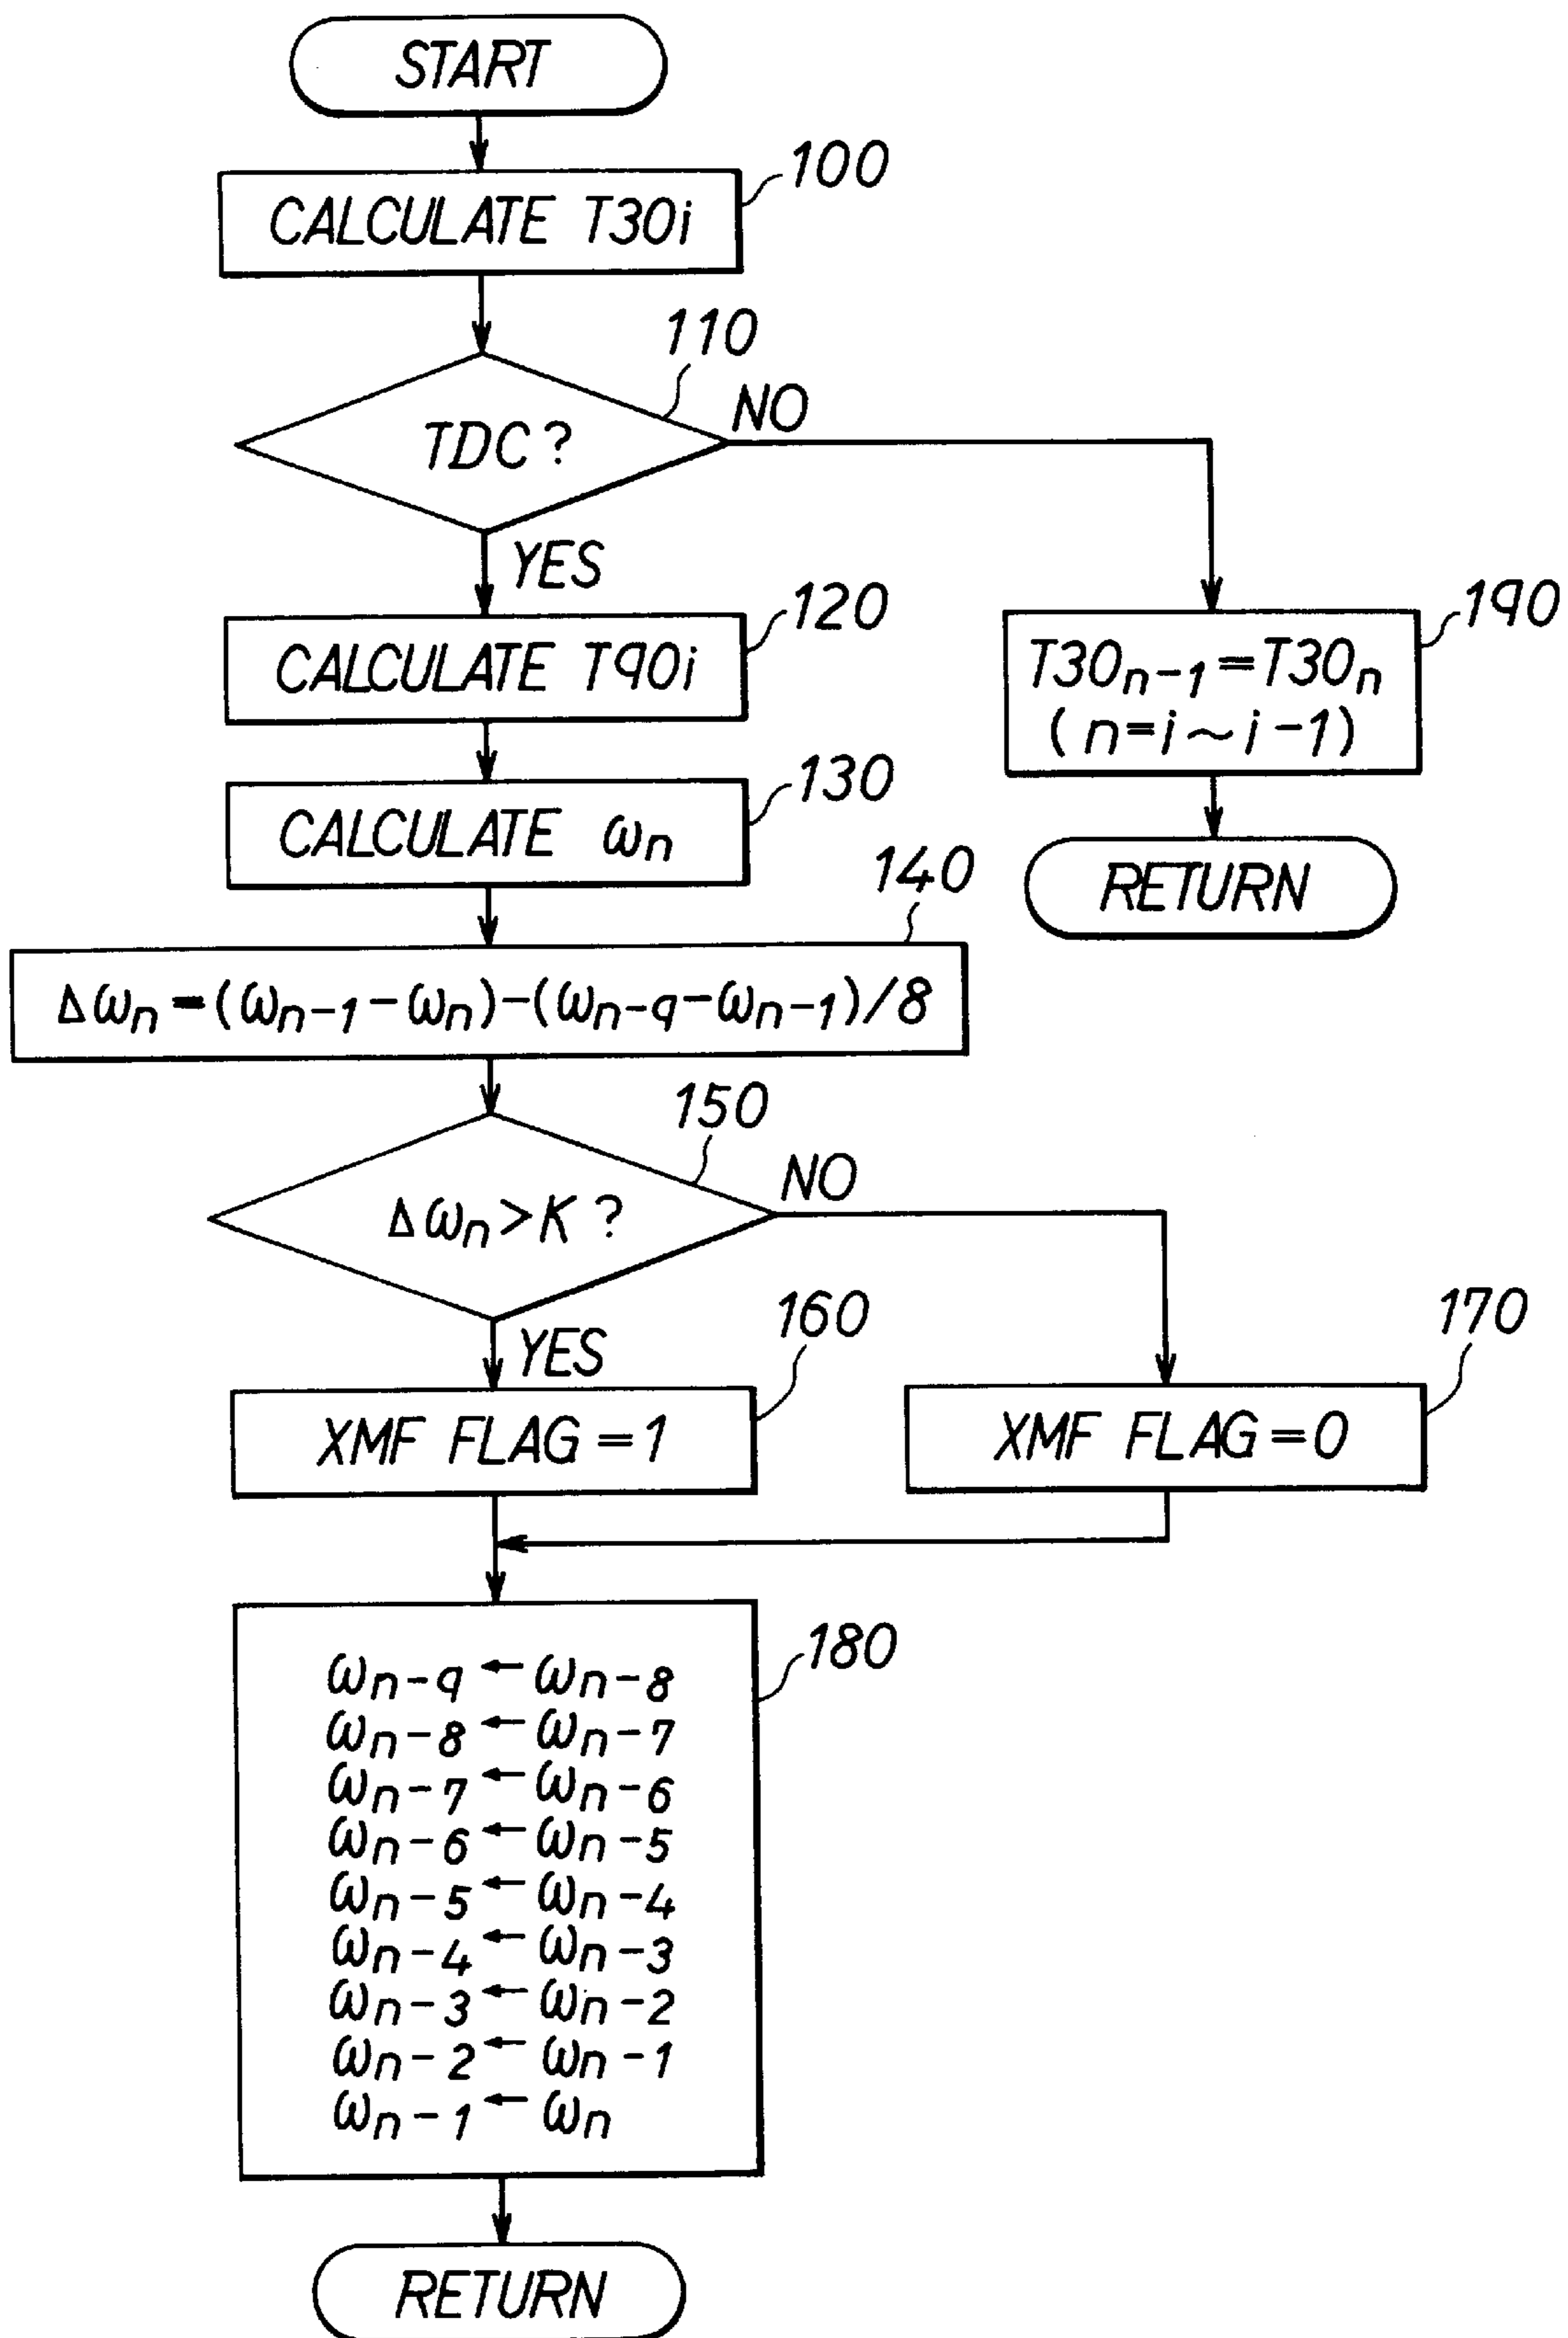 START
100
CALCULATE T30i
110
TDC?
NO
YES
120
CALCULATE T90i
190
T30n-1=T30n
(n=i~i-1)
130
CALCULATE ωn
RETURN
140
Δωn=(ωn-1-ωn)-(ωn-9-ωn-1)/8
150
Δωn>K?
NO
YES
160
XMF FLAG=1
170
XMF FLAG=0
180
ωn-9←ωn-8
ωn-8←ωn-7
ωn-7←ωn-6
ωn-6←ωn-5
ωn-5←ωn-4
ωn-4←ωn-3
ωn-3←ωn-2
ωn-2←ωn-1
ωn-1←ωn
RETURN